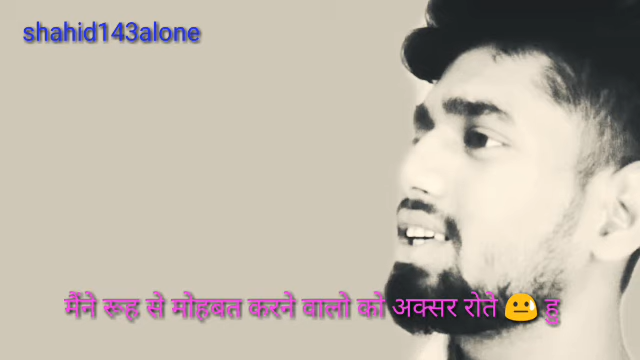 shahid143alone
मैंने रूह से मोहबत करने वालो को अक्सर रोते 😐 हु